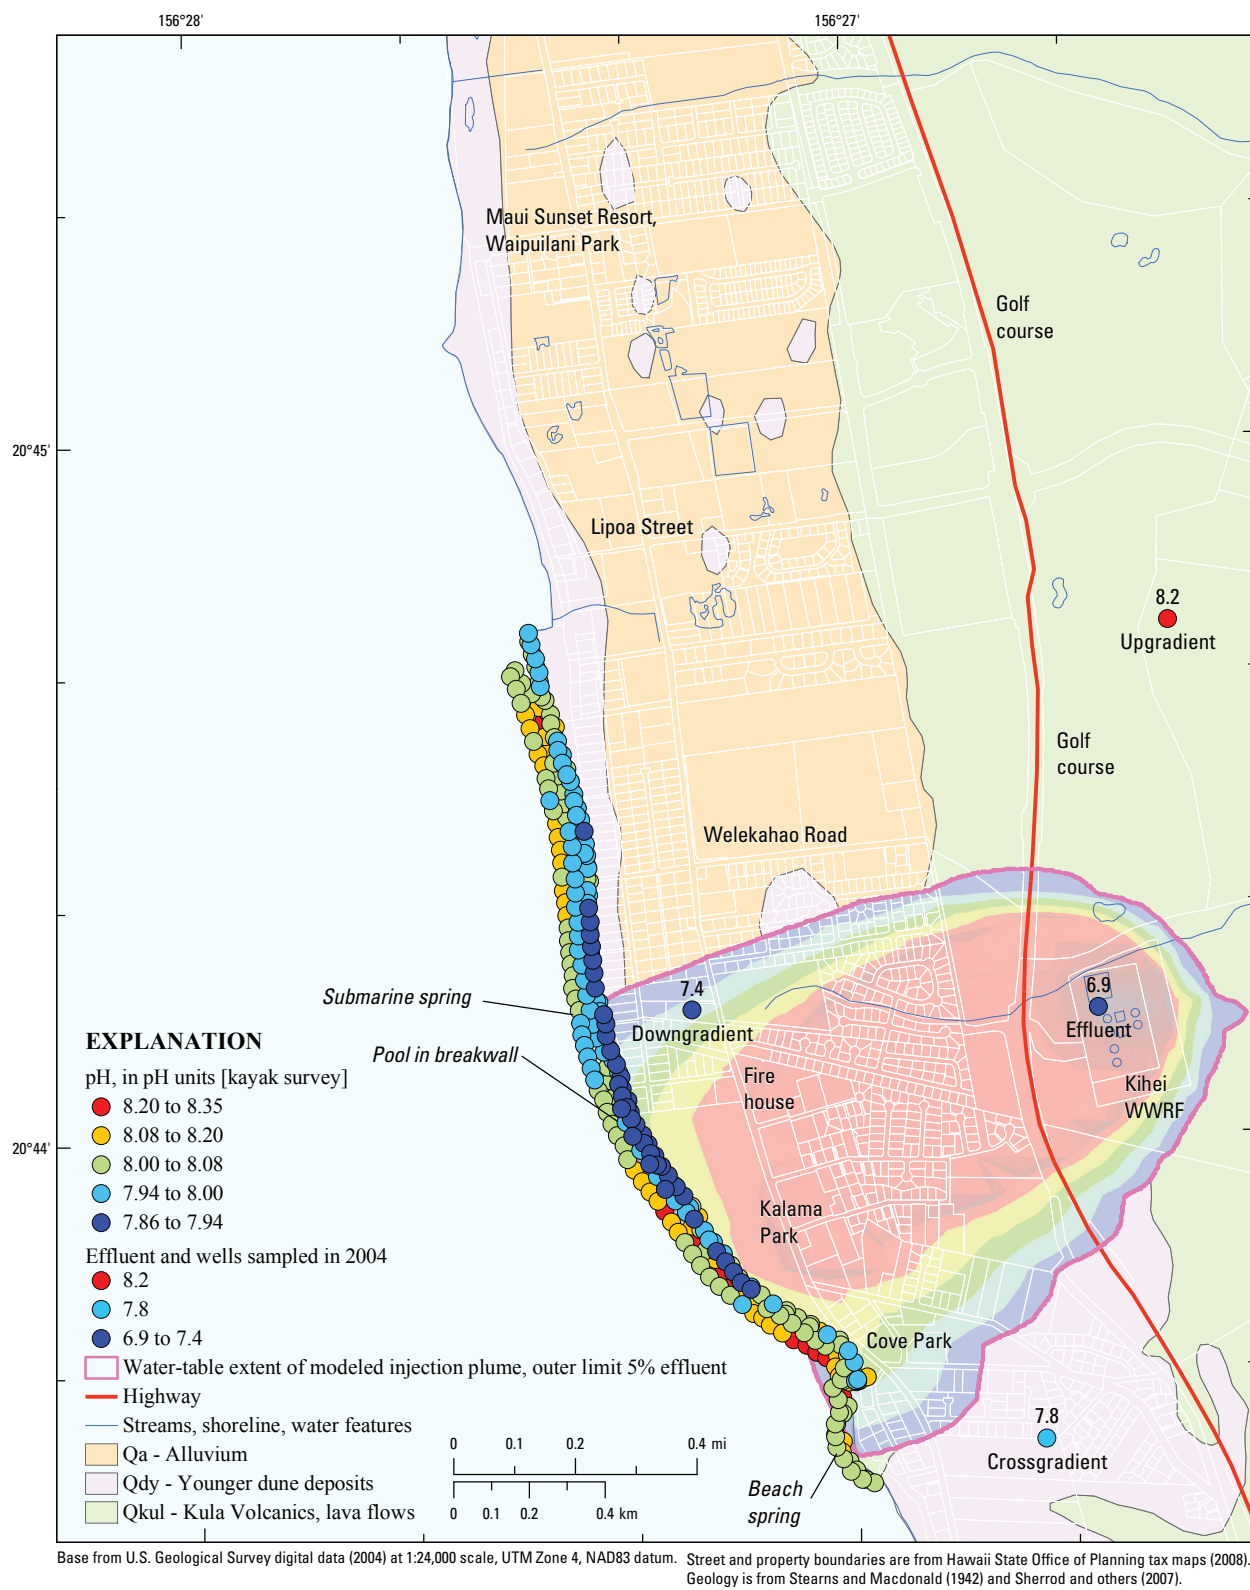 156°28'
156°27'
Maui Sunset Resort,
Waipuilani Park
Golf
course
20°45'
Lipoa Street
8.2
Upgradient
Golf
course
Welekahao Road
Submarine spring
7.4
Downgradient
6.9
Effluent
Pool in breakwall
Fire
house
Kihei
WWRF
20°44'
Kalama
Park
Cove Park
7.8
Crossgradient
Beach
spring
EXPLANATION
pH, in pH units [kayak survey]
8.20 to 8.35
8.08 to 8.20
8.00 to 8.08
7.94 to 8.00
7.86 to 7.94
Effluent and wells sampled in 2004
8.2
7.8
6.9 to 7.4
Water-table extent of modeled injection plume, outer limit 5% effluent
Highway
Streams, shoreline, water features
Qa - Alluvium
Qdy - Younger dune deposits
Qkul - Kula Volcanics, lava flows
0 0.1 0.2 0.4 mi
0 0.1 0.2 0.4 km
Base from U.S. Geological Survey digital data (2004) at 1:24,000 scale, UTM Zone 4, NAD83 datum.
Street and property boundaries are from Hawaii State Office of Planning tax maps (2008).
Geology is from Stearns and Macdonald (1942) and Sherrod and others (2007).